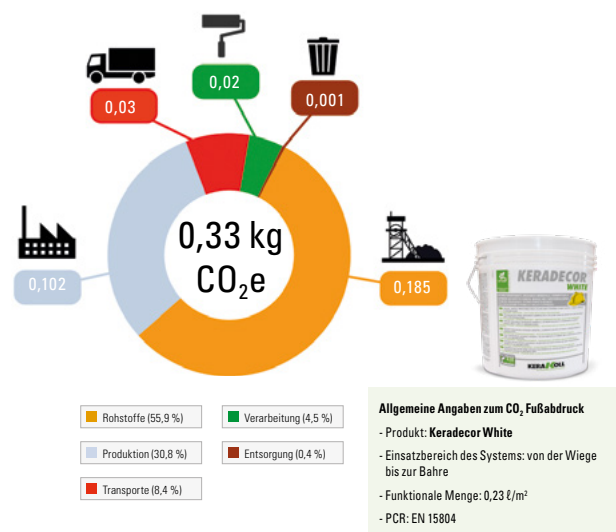 0,02
0,03
0,001
0,33 kg
CO₂e
0,102
0,185
KERADECOR
WHITE
KERAKOLL
Rohstoffe (55,9 %)
Verarbeitung (4,5 %)
Produktion (30,8 %)
Entsorgung (0,4 %)
Transporte (8,4 %)
Allgemeine Angaben zum CO₂ Fußabdruck
- Produkt: Keradecor White
- Einsatzbereich des Systems: von der Wiege
bis zur Bahre
- Funktionale Menge: 0,23 ℓ/m²
- PCR: EN 15804